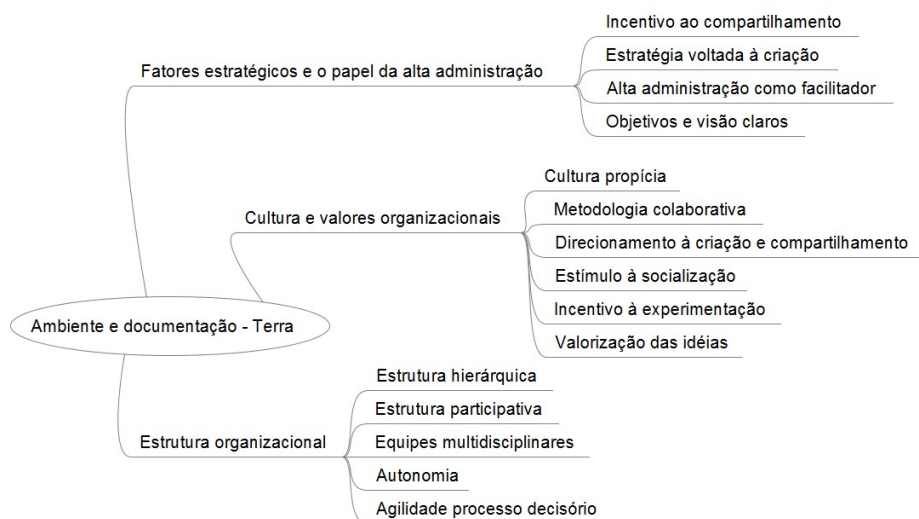 Incentivo ao compartilhamento
Estratégia voltada à criação
Fatores estratégicos e o papel da alta administração
Alta administração como facilitador
Objetivos e visão claros
Cultura propícia
Metodologia colaborativa
Cultura e valores organizacionais
Direcionamento à criação e compartilhamento
Estímulo à socialização
Incentivo à experimentação
Valorização das idéias
Ambiente e documentação - Terra
Estrutura hierárquica
Estrutura participativa
Estrutura organizacional
Equipes multidisciplinares
Autonomia
Agilidade processo decisório